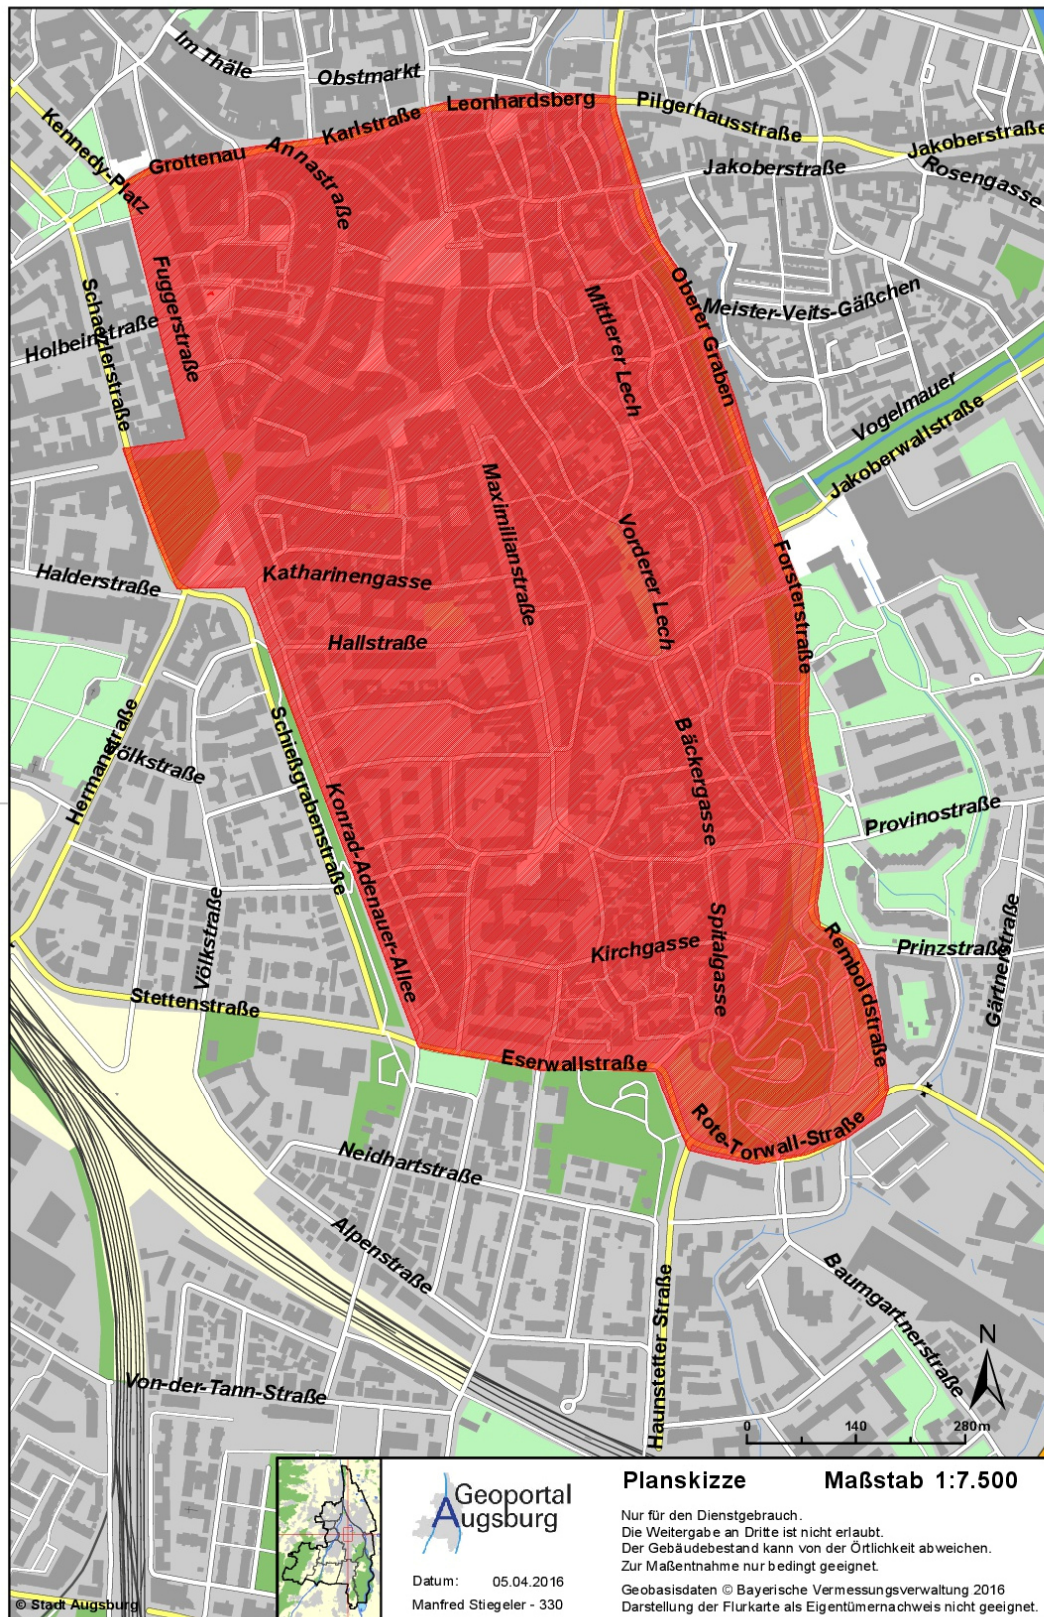 Im Thäle
Obstmarkt
Leonhardsberg
Pilgerhausstraße
Karlstraße
Kennedy-Platz
Grottenau
Annastraße
Jakoberstraße
Jakoberstraße
Rosengasse
Fuggerstraße
Schaezlerstraße
Holbeinstraße
Mittlerer Lech
Oberer Graben
Meister-Veits-Gäßchen
Vogelmauer
Jakoberwallstraße
Maximilianstraße
Vorderer Lech
Forsterstraße
Halderstraße
Katharinengasse
Hallstraße
Hermanstraße
Völkstraße
Schießgrabenstraße
Bäckergasse
Konrad-Adenauer-Allee
Provinostraße
Völkstraße
Kirchgasse
Spitalgasse
Remboldstraße
Prinzstraße
Gärtnerstraße
Stettenstraße
Eserwallstraße
Rote-Torwall-Straße
Neidhartstraße
Alpenstraße
Haunstetter Straße
Baumgartnerstraße
Von-der-Tann-Straße
N
0 140 280m
Geoportal
Augsburg
Datum: 05.04.2016
Manfred Stiegeler - 330
Planskizze Maßstab 1:7.500
Nur für den Dienstgebrauch.
Die Weitergabe an Dritte ist nicht erlaubt.
Der Gebäudebestand kann von der Örtlichkeit abweichen.
Zur Maßentnahme nur bedingt geeignet.
Geobasisdaten © Bayerische Vermessungsverwaltung 2016
Darstellung der Flurkarte als Eigentümernachweis nicht geeignet.
© Stadt Augsburg